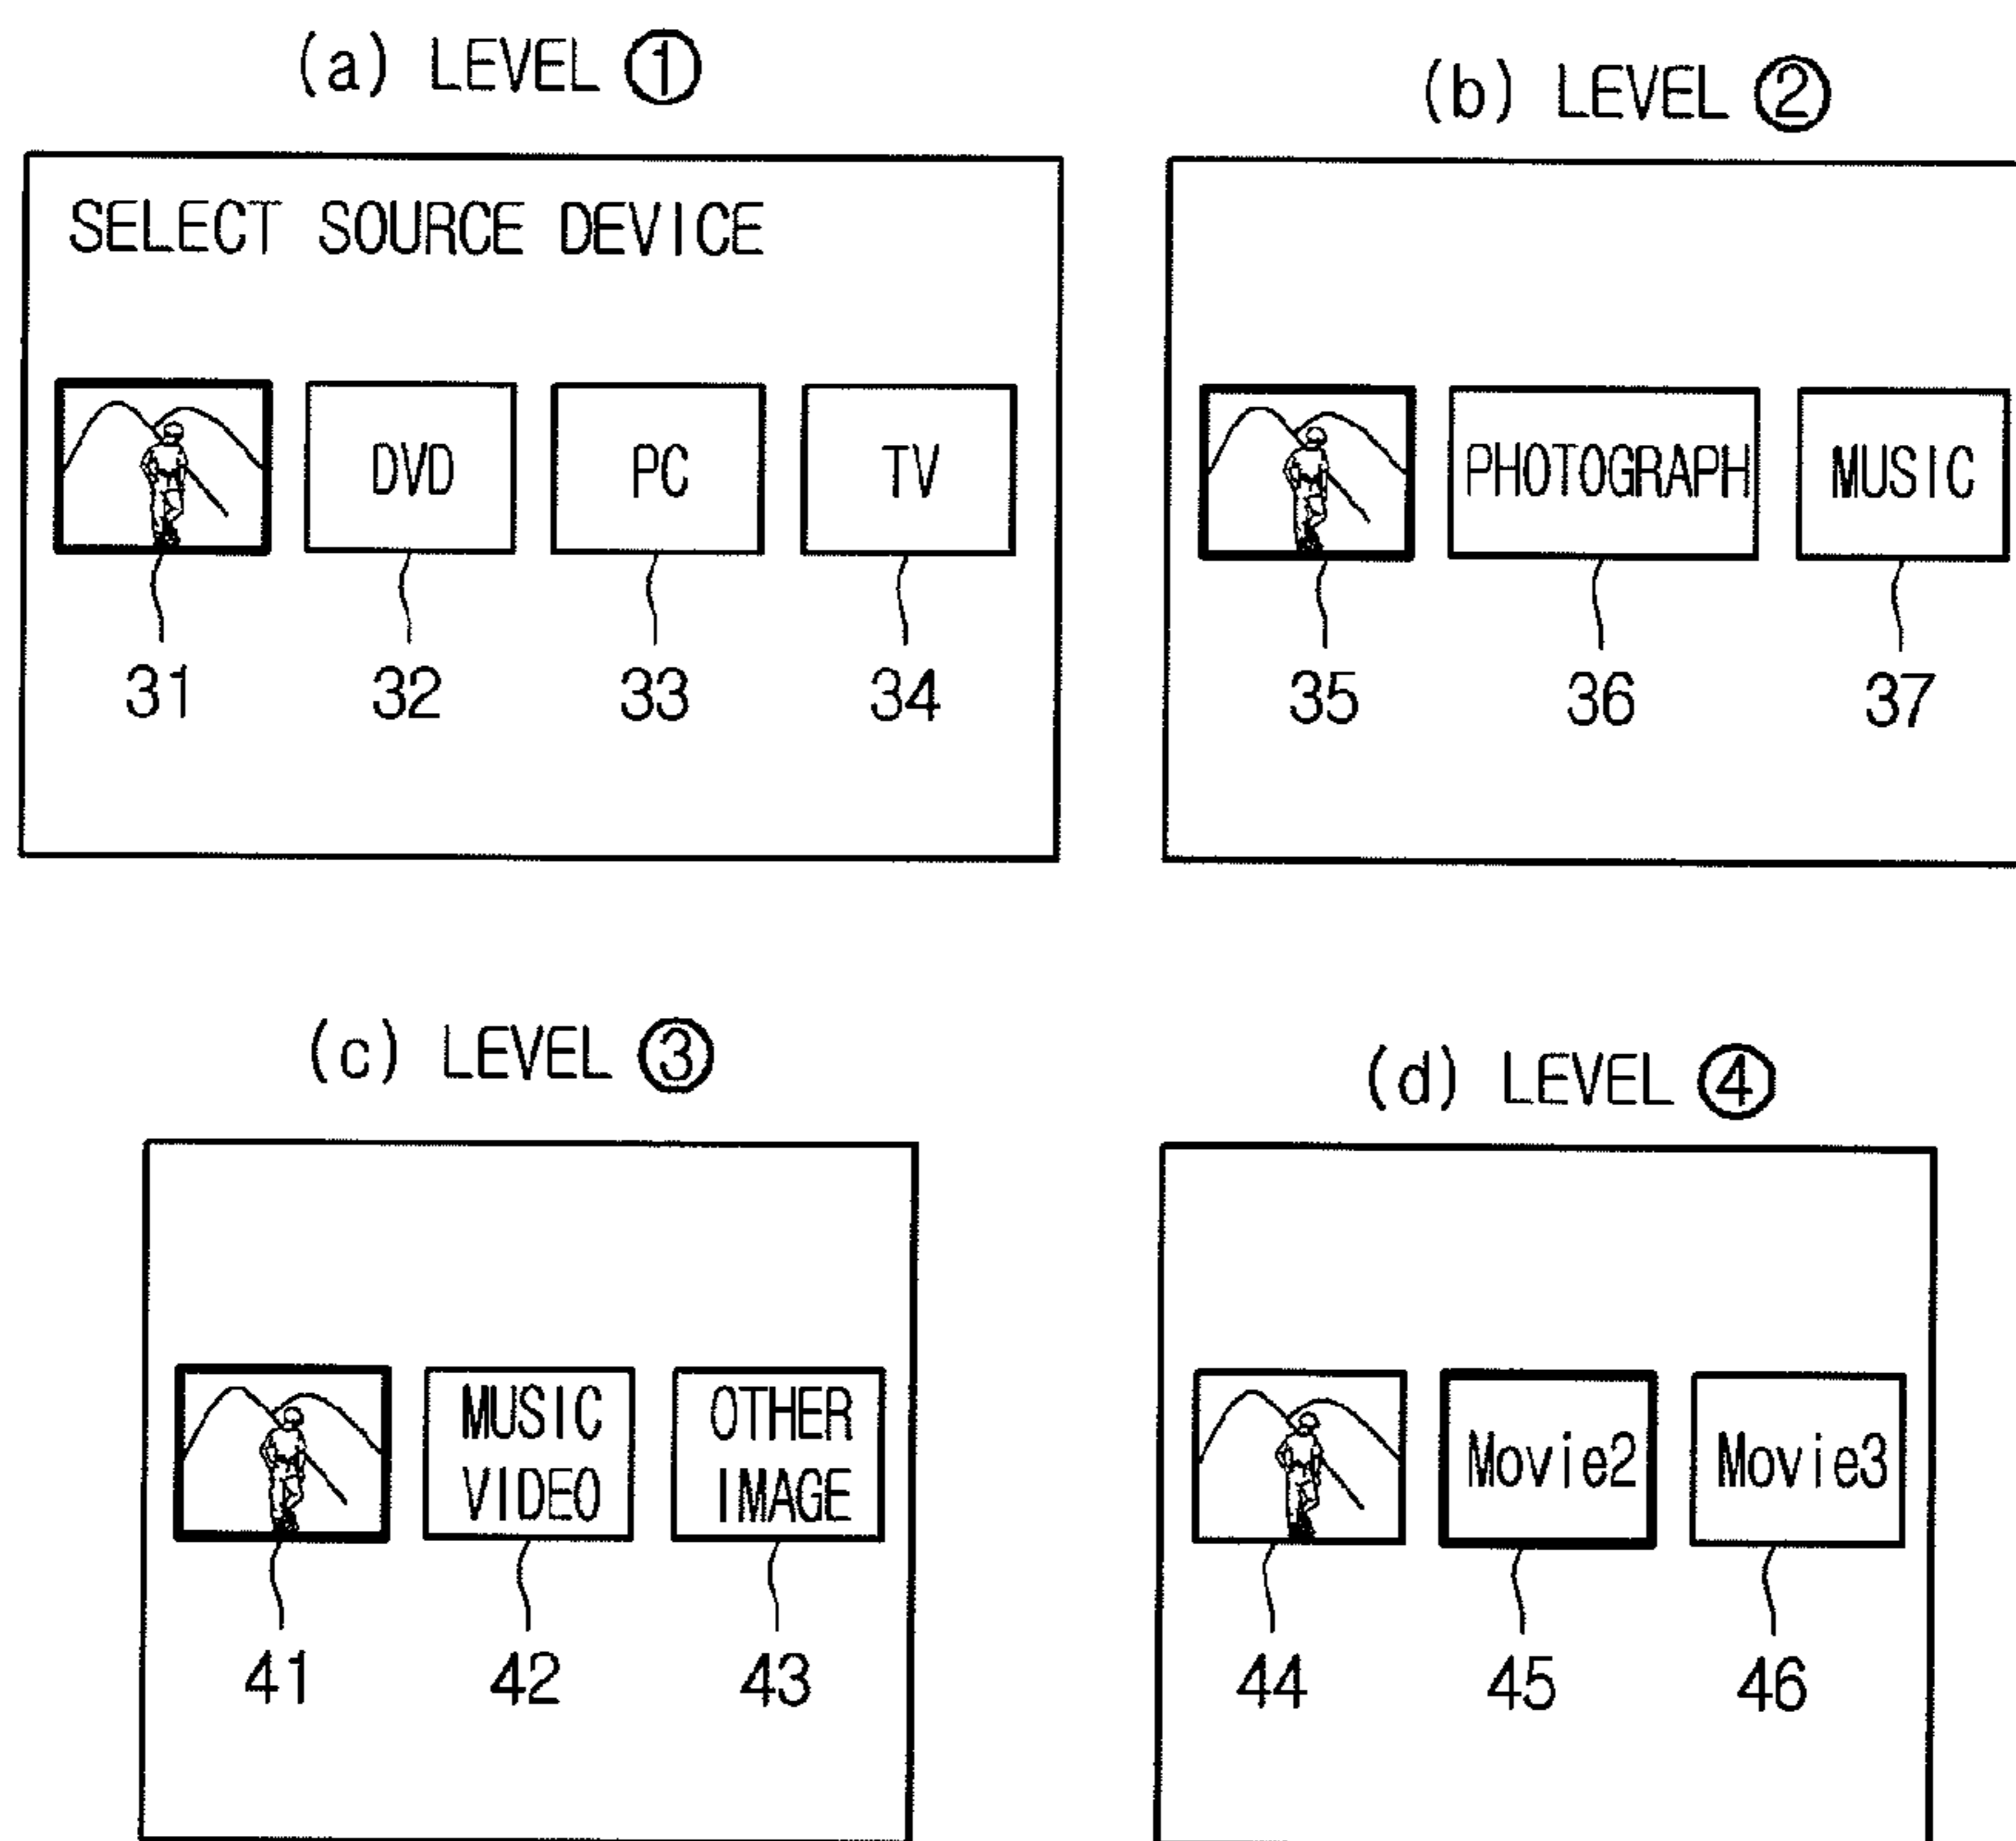 (a) LEVEL ①
SELECT SOURCE DEVICE
DVD
PC
TV
31
32
33
34
(b) LEVEL ②
PHOTOGRAPH
MUSIC
35
36
37
(c) LEVEL ③
MUSIC
VIDEO
OTHER
IMAGE
41
42
43
(d) LEVEL ④
Movie2
Movie3
44
45
46